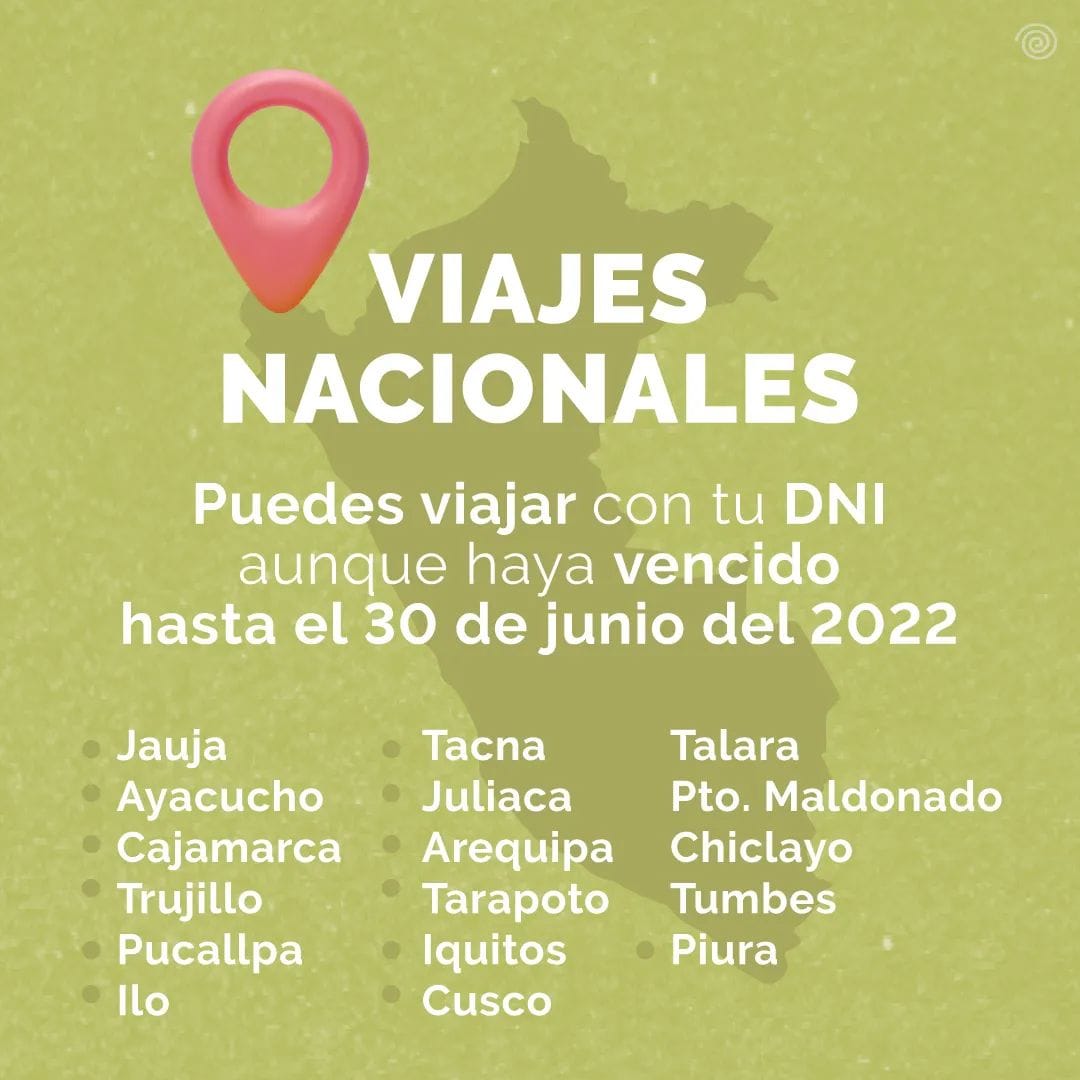 VIAJES
NACIONALES
Puedes viajar con tu DNI
aunque haya vencido
hasta el 30 de junio del 2022
Jauja
Ayacucho
Cajamarca
Trujillo
Pucallpa
Ilo
Tacna
Juliaca
Arequipa
Tarapoto
Iquitos
Cusco
Talara
Pto. Maldonado
Chiclayo
Tumbes
Piura